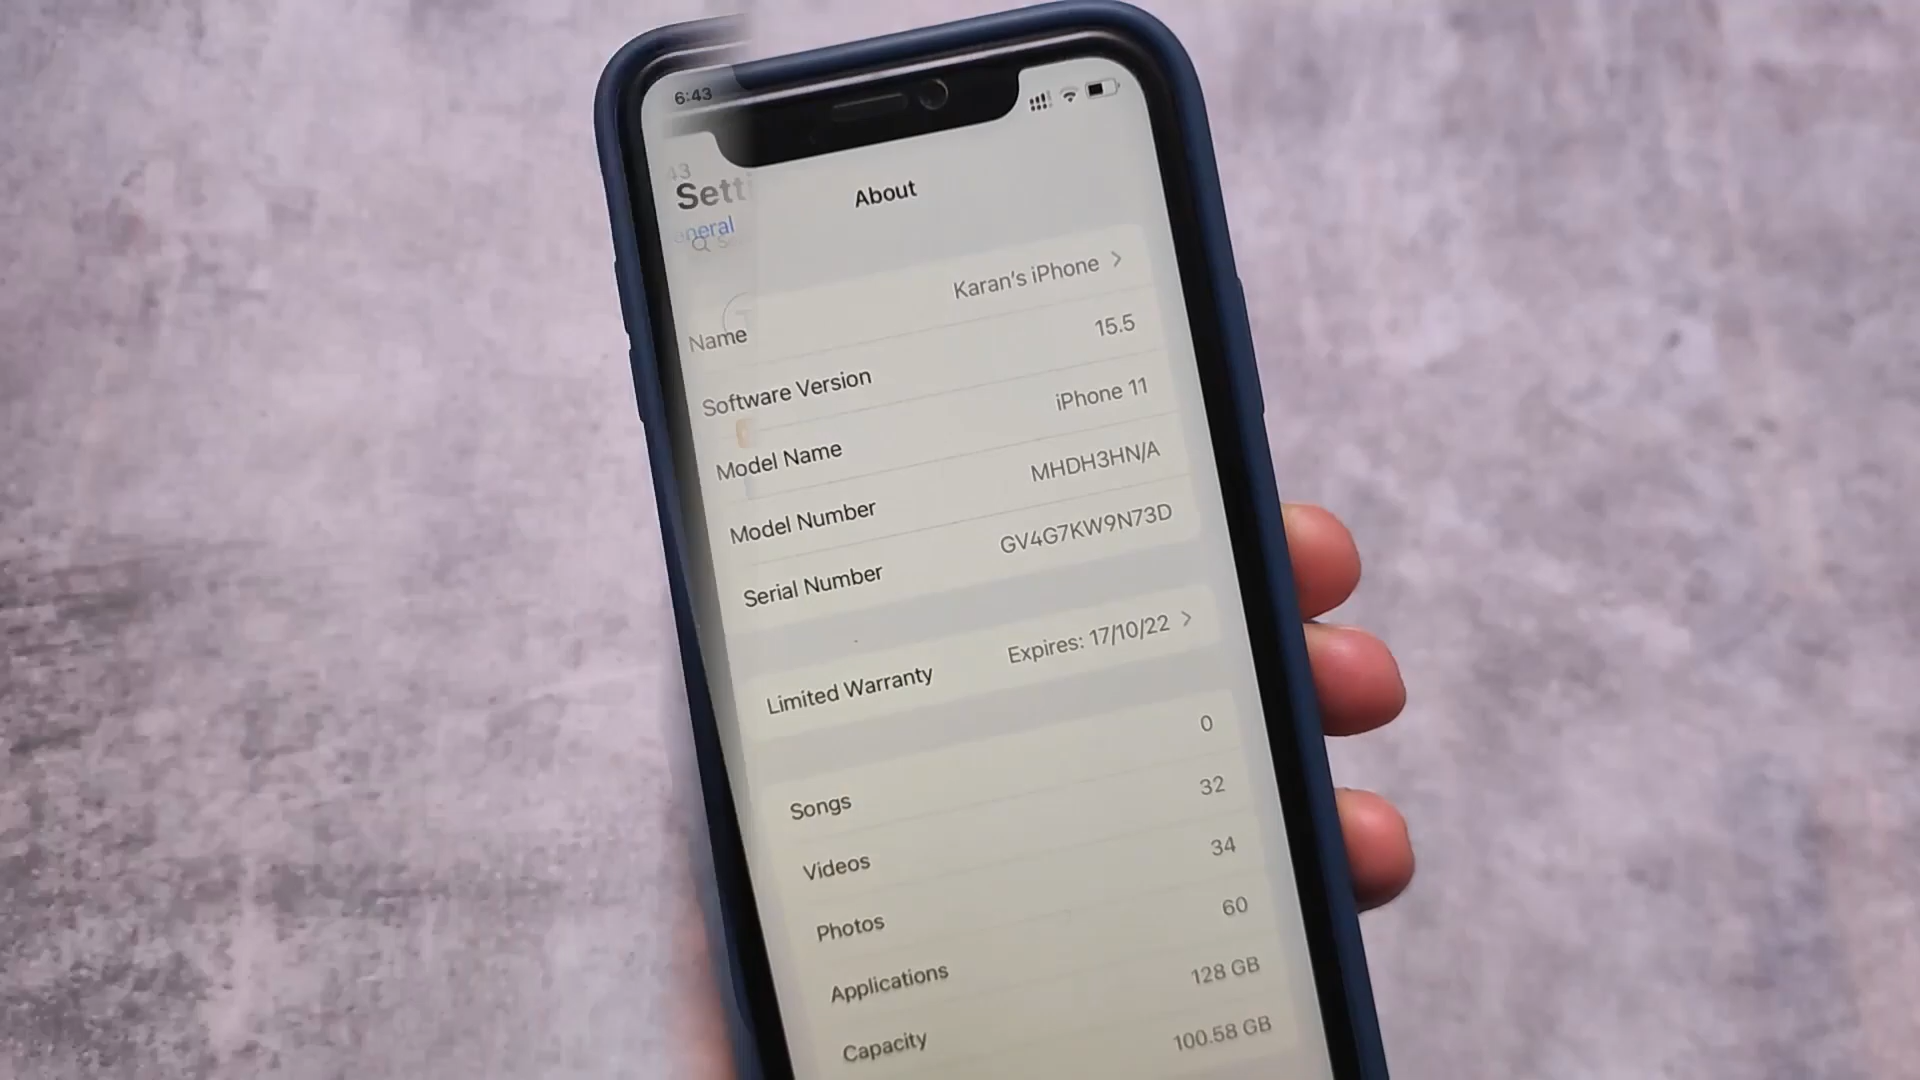 6:43
43
Setti
eneral
About
Name Karan's iPhone
Software Version 15.5
Model Name iPhone 11
Model Number MHDH3HN/A
Serial Number GV4G7KW9N73D
Limited Warranty Expires: 17/10/22
Songs 0
Videos 32
Photos 34
Applications 60
Capacity 128 GB
100.58 GB